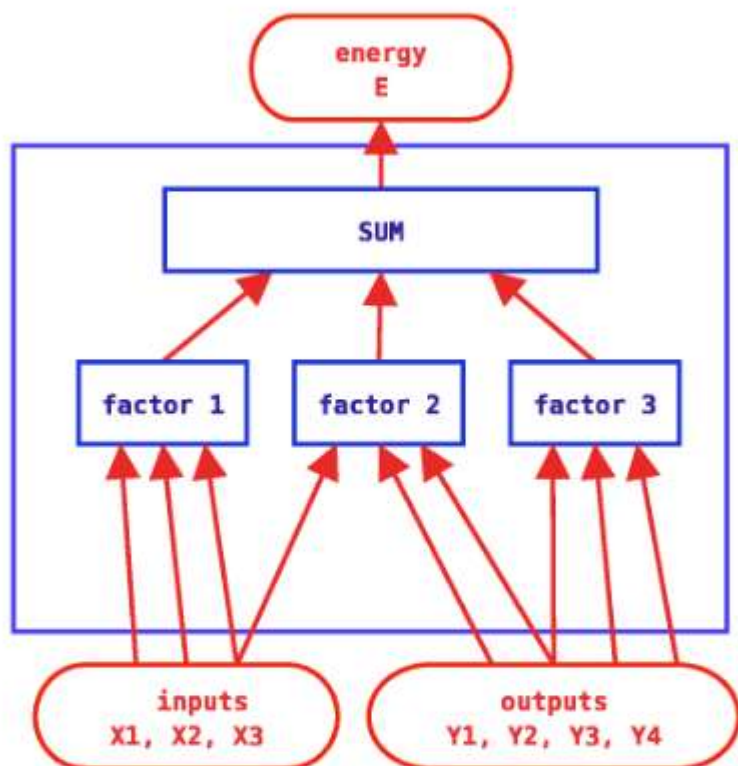 energy
E
SUM
factor 1
factor 2
factor 3
inputs
X1, X2, X3
outputs
Y1, Y2, Y3, Y4